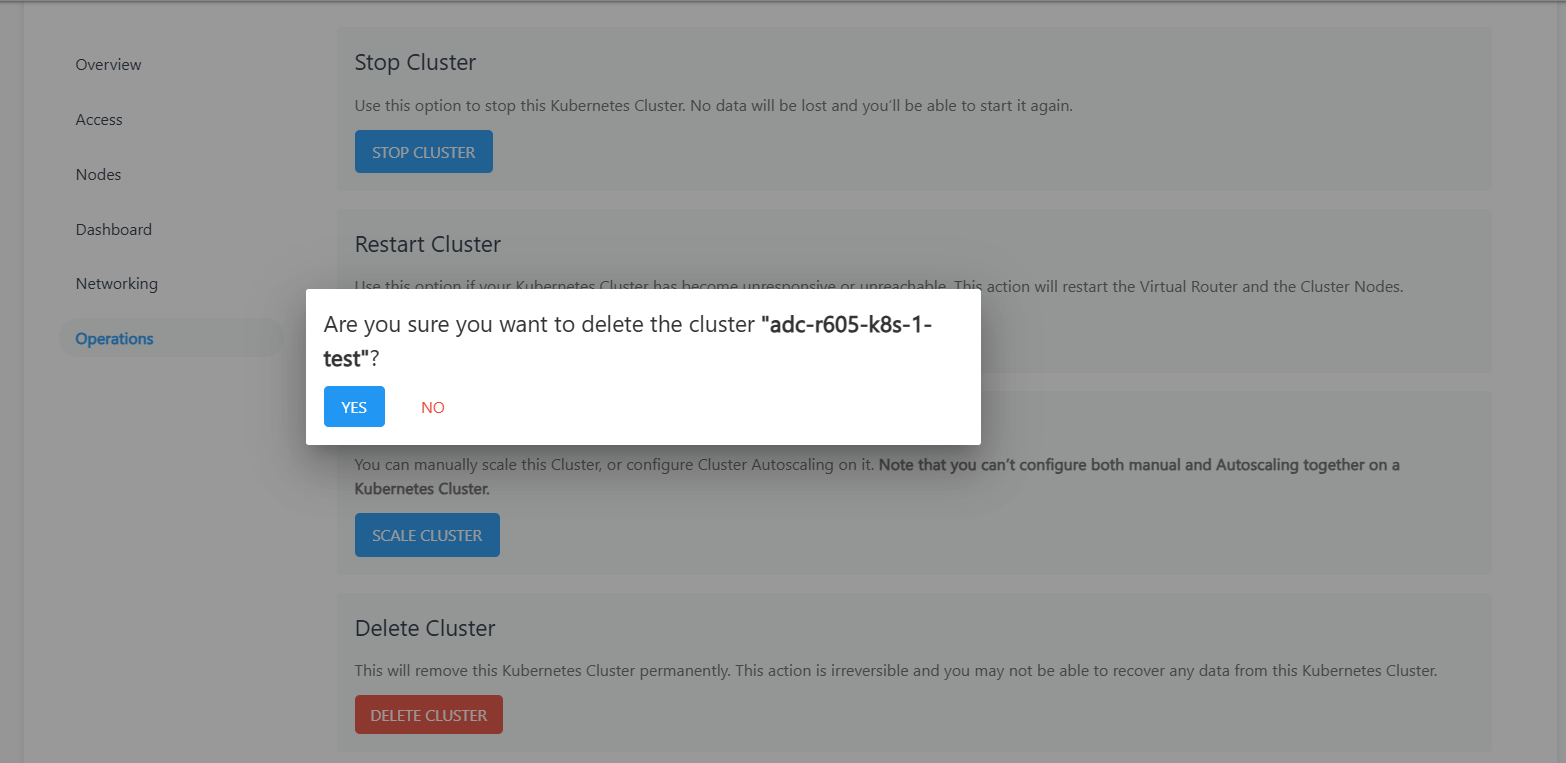 Overview
Access
Nodes
Dashboard
Networking
Operations
Stop Cluster
Use this option to stop this Kubernetes Cluster. No data will be lost and you'll be able to start it again.
STOP CLUSTER
Restart Cluster
Use this option if your Kubernetes Cluster has become unresponsive or unreachable. This action will restart the Virtual Router and the Cluster Nodes.
Are you sure you want to delete the cluster "adc-r605-k8s-1-
test"?
YES
NO
You can manually scale this Cluster, or configure Cluster Autoscaling on it. Note that you can't configure both manual and Autoscaling together on a
Kubernetes Cluster.
SCALE CLUSTER
Delete Cluster
This will remove this Kubernetes Cluster permanently. This action is irreversible and you may not be able to recover any data from this Kubernetes Cluster.
DELETE CLUSTER